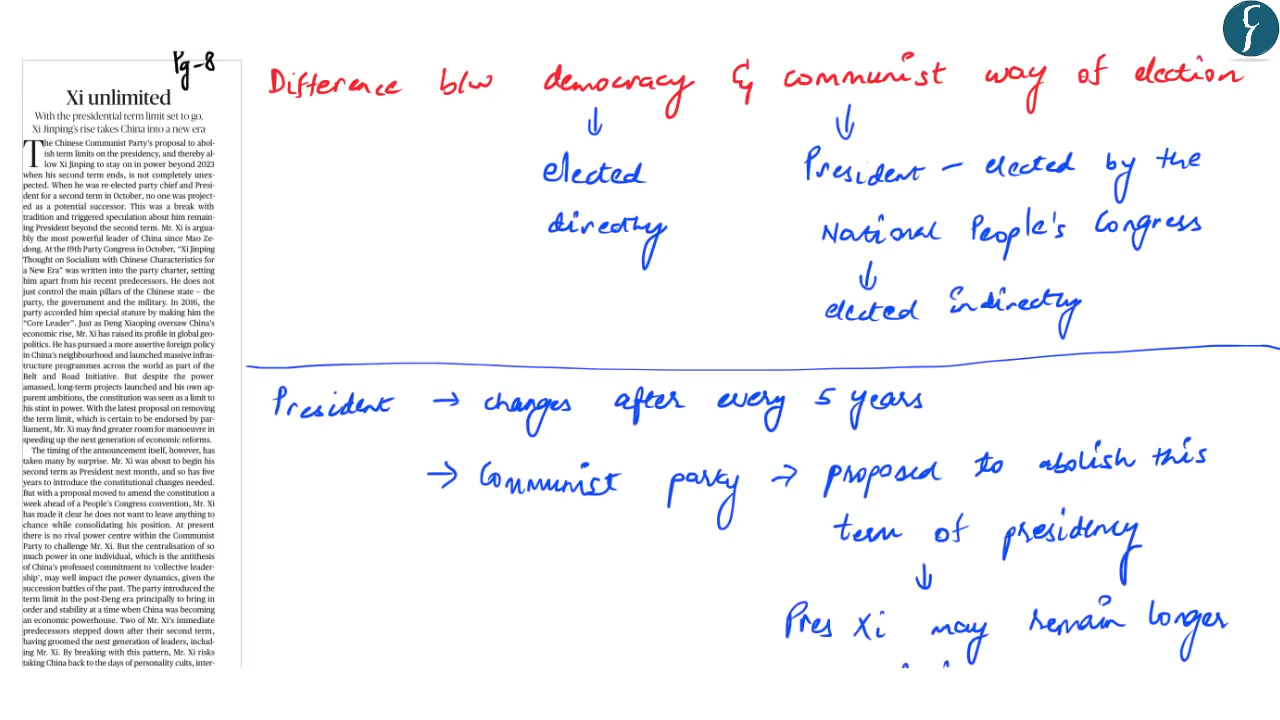 Pg-8
Xi unlimited
With the presidential term limit set to go,
Xi Jinping's rise takes China into a new era
The Chinese Communist Party's proposal to abol-
ish term limits on the presidency, and thereby al-
low Xi Jinping to stay on in power beyond 2023
when his second term ends, is not completely unex-
pected. When he was re-elected party chief and Presi-
dent for a second term in October, no one was project-
ed as a potential successor. This was a break with
tradition and triggered speculation about him remain-
ing President beyond the second term. Mr. Xi is argua-
bly the most powerful leader of China since Mao Ze-
dong. At the 19th Party Congress in October, "Xi Jinping
Thought on Socialism with Chinese Characteristics for
a New Era" was written into the party charter, setting
him apart from his recent predecessors. He does not
just control the main pillars of the Chinese state – the
party, the government and the military. In 2016, the
party accorded him special stature by making him the
"Core Leader". Just as Deng Xiaoping oversaw China's
economic rise, Mr. Xi has raised its profile in global geo-
politics. He has pursued a more assertive foreign policy
in China's neighbourhood and launched massive infras-
tructure programmes across the world as part of the
Belt and Road Initiative. But despite the power
amassed, long-term projects launched and his own ap-
parent ambitions, the constitution was seen as a limit to
his stint in power. With the latest proposal on removing
the term limit, which is certain to be endorsed by par-
liament, Mr. Xi may find greater room for manoeuvre in
speeding up the next generation of economic reforms.
The timing of the announcement itself, however, has
taken many by surprise. Mr. Xi was about to begin his
second term as President next month, and so has five
years to introduce the constitutional changes needed.
But with a proposal moved to amend the constitution a
week ahead of a People's Congress convention, Mr. Xi
has made it clear he does not want to leave anything to
chance while consolidating his position. At present
there is no rival power centre within the Communist
Party to challenge Mr. Xi. But the centralisation of so
much power in one individual, which is the antithesis
of China's professed commitment to 'collective leader-
ship', may well impact the power dynamics, given the
succession battles of the past. The party introduced the
term limit in the post-Deng era principally to bring in
order and stability at a time when China was becoming
an economic powerhouse. Two of Mr. Xi's immediate
predecessors stepped down after their second term,
having groomed the next generation of leaders, includ-
ing Mr. Xi. By breaking with this pattern, Mr. Xi risks
taking China back to the days of personality cults, inter-
Difference b/w democracy & communist way of election
↓ ↓
elected President – elected by the
directly National People's Congress
↓
elected indirectly
President → changes after every 5 years
→ Communist party → proposed to abolish this
term of presidency
↓
Pres Xi may remain longer